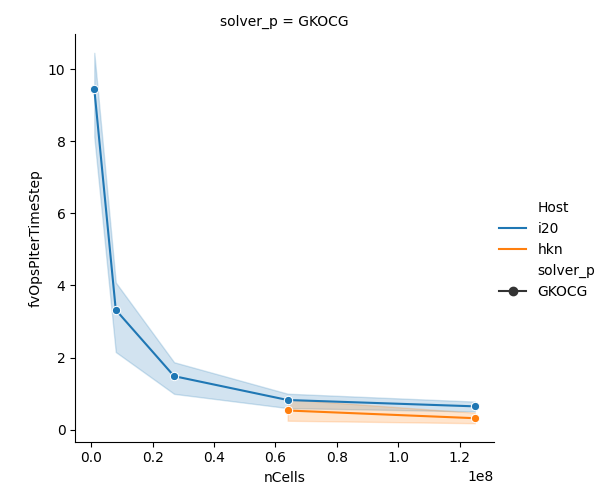 solver_p = GKOCG
fvOpsPIterTimeStep
10
8
6
4
2
0
0.0 0.2 0.4 0.6 0.8 1.0 1.2
1e8
nCells
Host
i20
hkn
solver_p
GKOCG